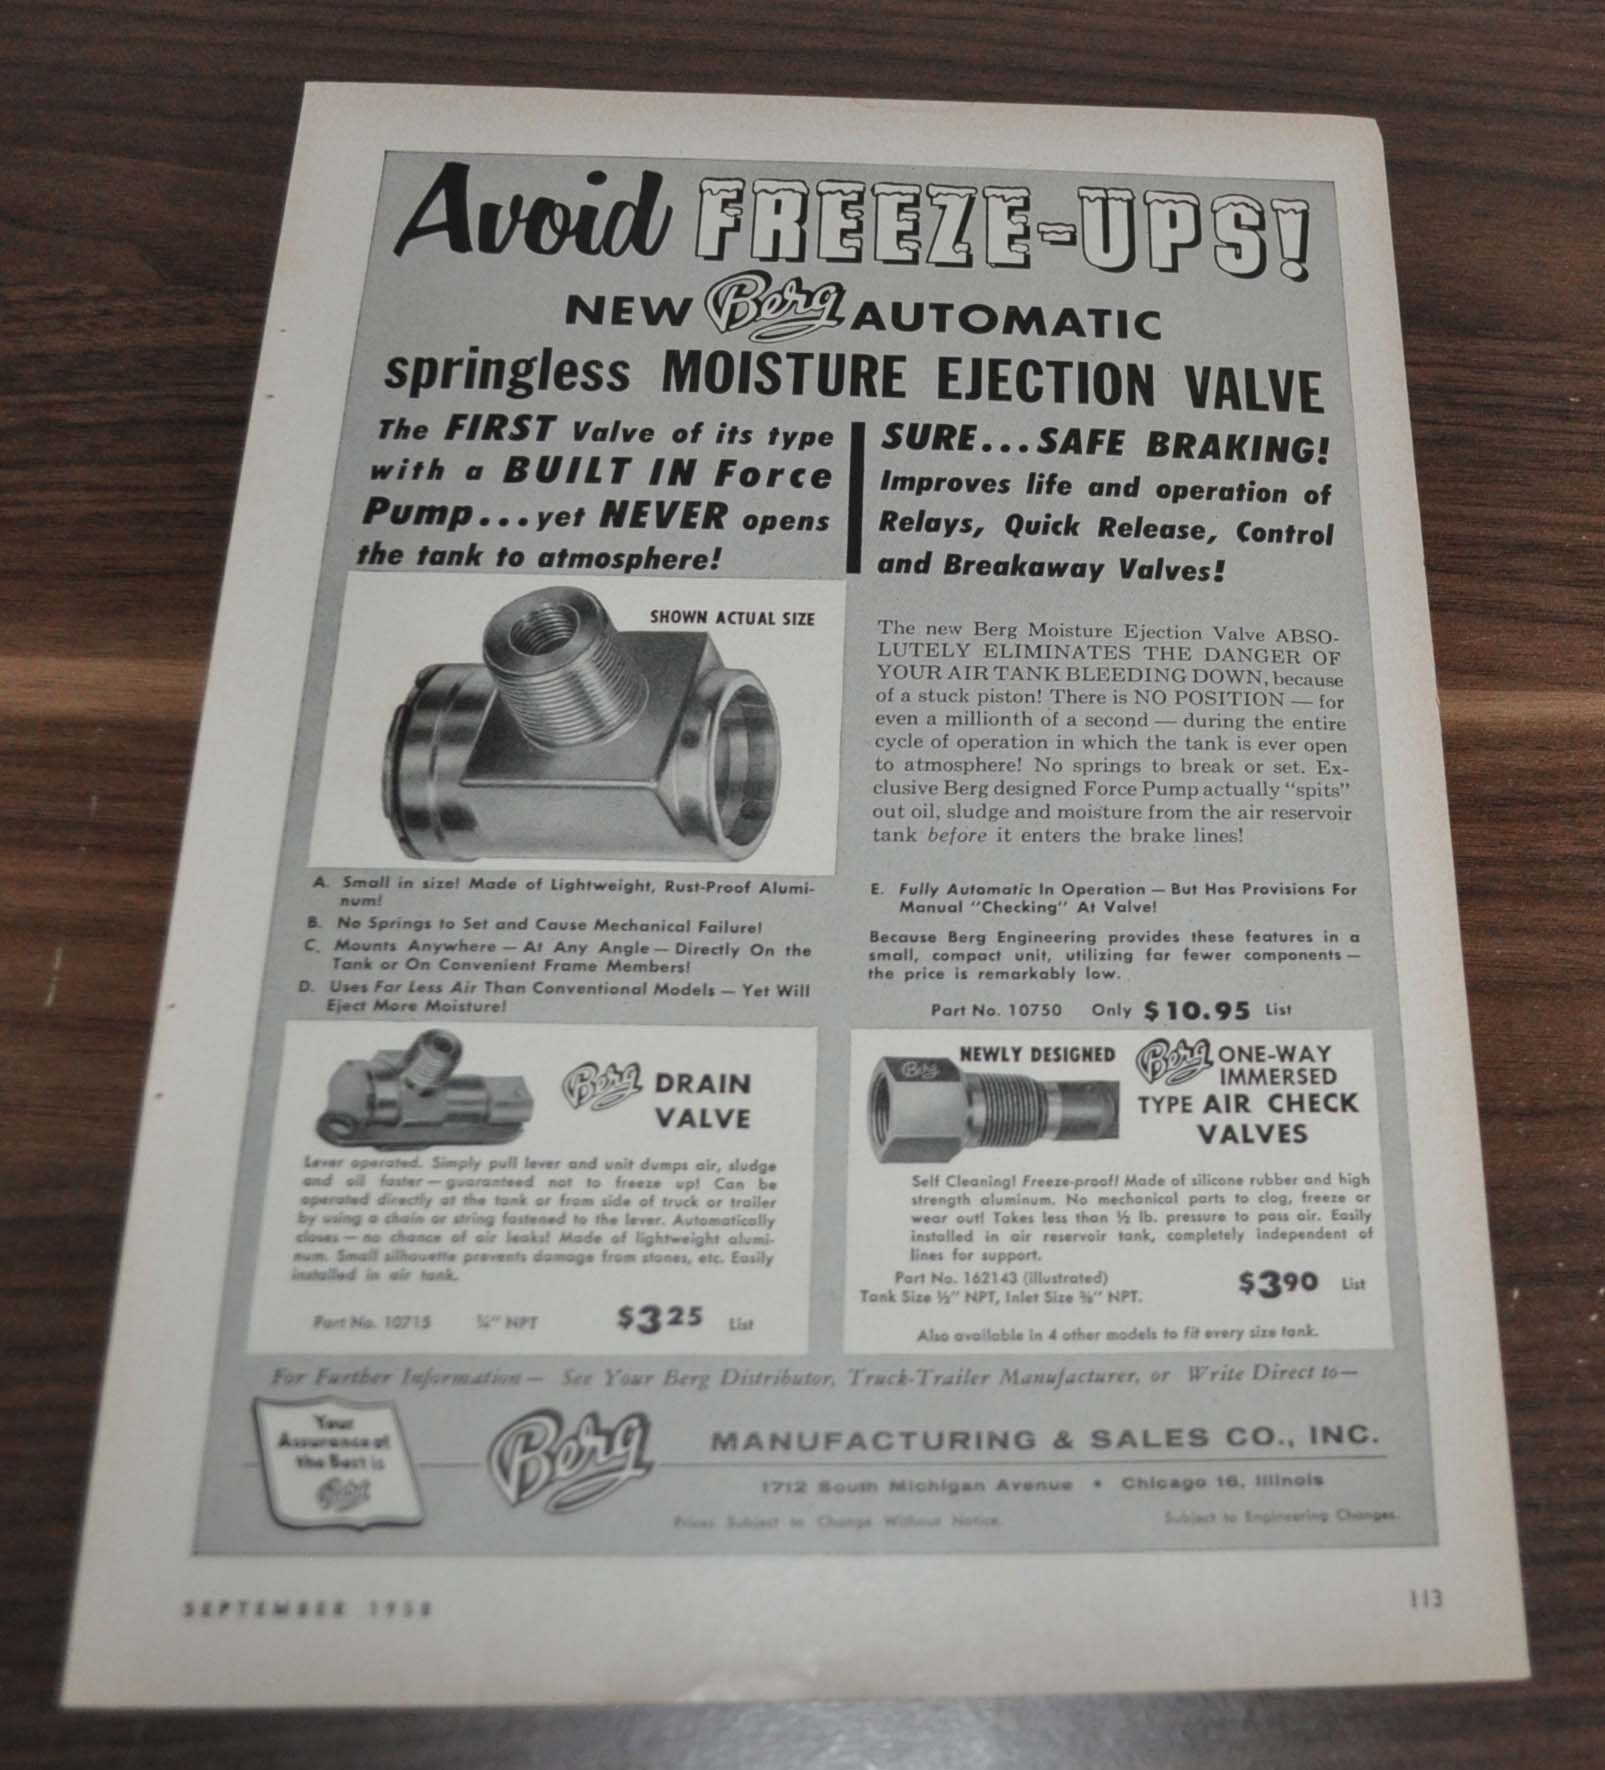 Avoid FREEZE-UPS!
NEW Berg AUTOMATIC
springless MOISTURE EJECTION VALVE
The FIRST Valve of its type
with a BUILT IN Force
Pump...yet NEVER opens
the tank to atmosphere!
SURE...SAFE BRAKING!
Improves life and operation of
Relays, Quick Release, Control
and Breakaway Valves!
SHOWN ACTUAL SIZE
The new Berg Moisture Ejection Valve ABSO-
LUTELY ELIMINATES THE DANGER OF
YOUR AIR TANK BLEEDING DOWN, because
of a stuck piston! There is NO POSITION — for
even a millionth of a second — during the entire
cycle of operation in which the tank is ever open
to atmosphere! No springs to break or set. Ex-
clusive Berg designed Force Pump actually "spits"
out oil, sludge and moisture from the air reservoir
tank before it enters the brake lines!
A. Small in size! Made of Lightweight, Rust-Proof Alumi-
num!
B. No Springs to Set and Cause Mechanical Failure!
C. Mounts Anywhere — At Any Angle — Directly On the
Tank or On Convenient Frame Members!
D. Uses Far Less Air Than Conventional Models — Yet Will
Eject More Moisture!
E. Fully Automatic In Operation — But Has Provisions For
Manual "Checking" At Valve!
Because Berg Engineering provides these features in a
small, compact unit, utilizing far fewer components —
the price is remarkably low.
Part No. 10750 Only $10.95 List
Berg DRAIN
VALVE
Lever operated. Simply pull lever and unit dumps air, sludge
and oil faster — guaranteed not to freeze up! Can be
operated directly at the tank or from side of truck or trailer
by using a chain or string fastened to the lever. Automatically
closes — no chance of air leaks! Made of lightweight alumi-
num. Small silhouette prevents damage from stones, etc. Easily
installed in air tank.
Part No. 10715 NPT $3 25 List
Berg
NEWLY DESIGNED Berg ONE-WAY
IMMERSED
TYPE AIR CHECK
VALVES
Self Cleaning! Freeze-proof! Made of silicone rubber and high
strength aluminum. No mechanical parts to clog, freeze or
wear out! Takes less than ½ lb. pressure to pass air. Easily
installed in air reservoir tank, completely independent of
lines for support.
Part No. 162143 (illustrated)
Tank Size ½" NPT, Inlet Size ⅜" NPT.
$3 90 List
Also available in 4 other models to fit every size tank.
For Further Information — See Your Berg Distributor, Truck-Trailer Manufacturer, or Write Direct to—
Your
Assurance of
the Best is
Berg
Berg MANUFACTURING & SALES CO., INC.
1712 South Michigan Avenue • Chicago 16, Illinois
Prices Subject to Change Without Notice. Subject to Engineering Changes.
SEPTEMBER 1958
113